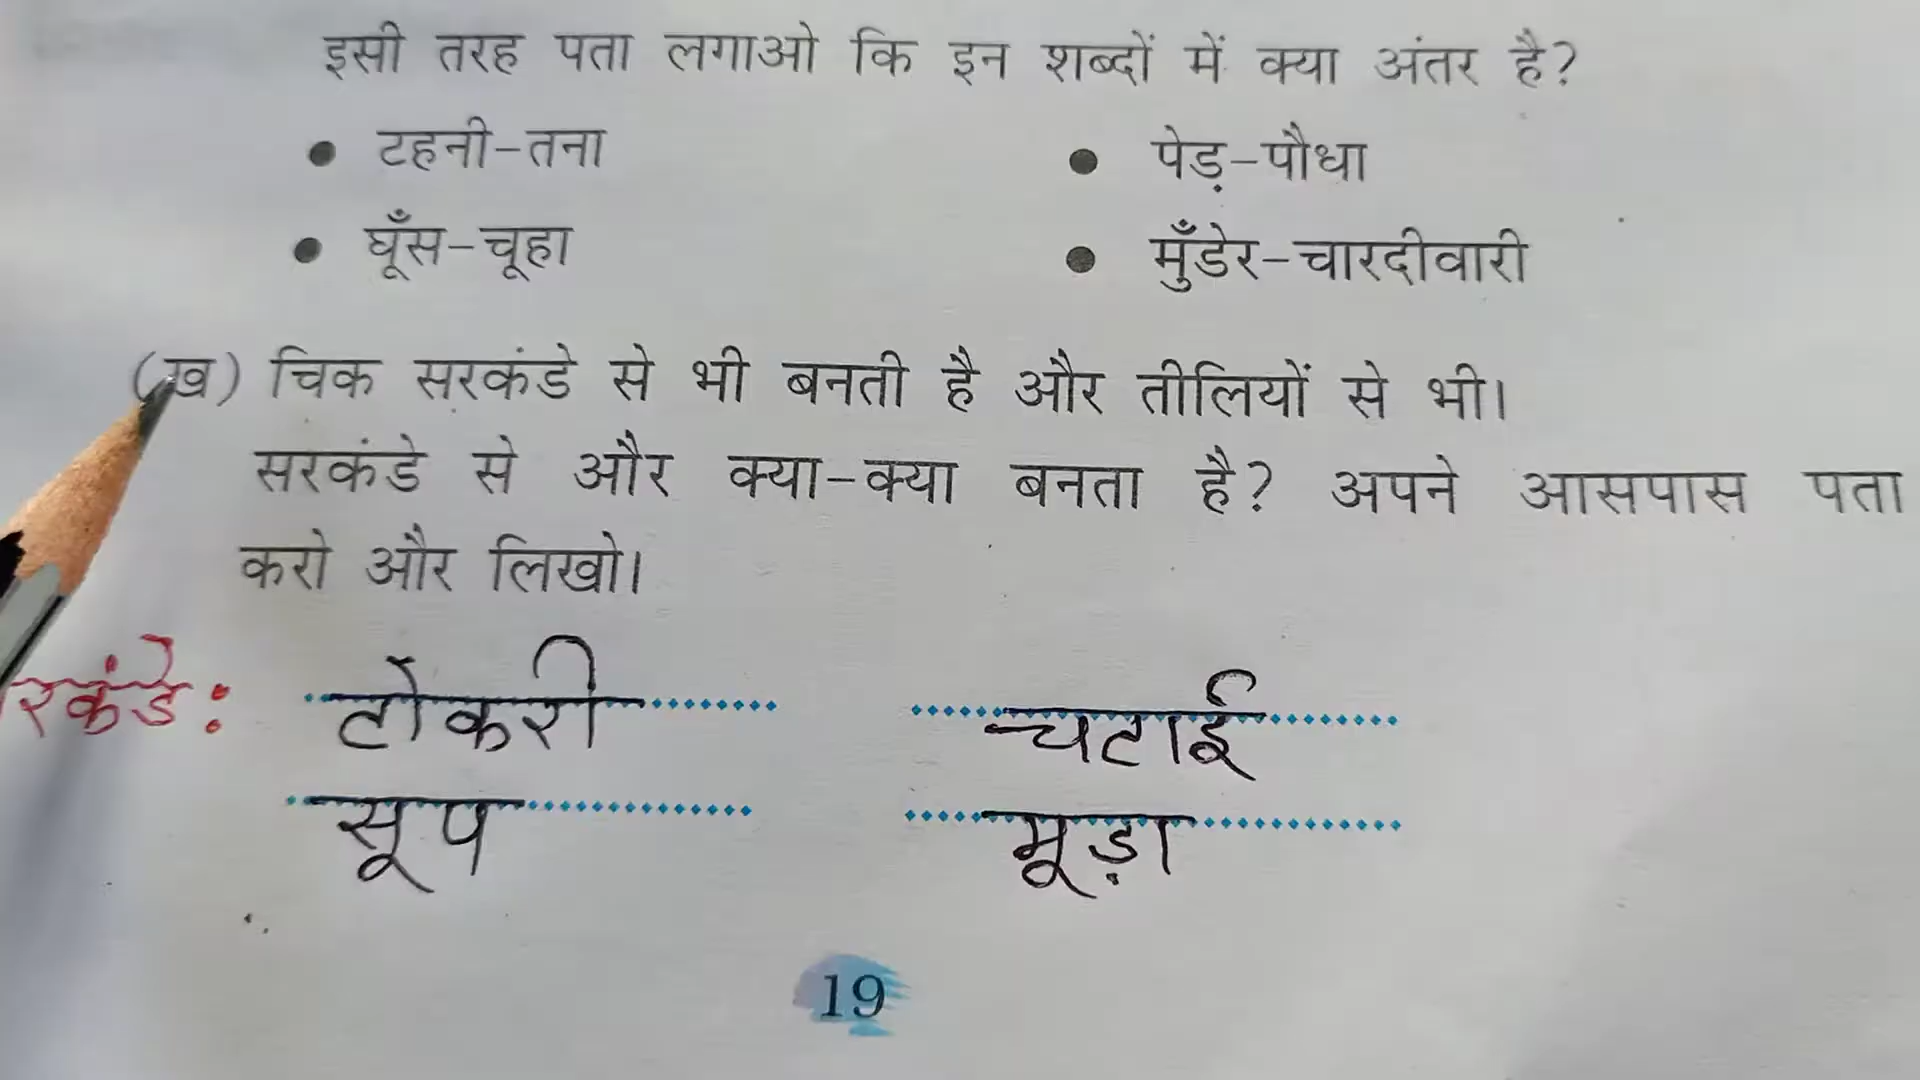 इसी तरह पता लगाओ कि इन शब्दों में क्या अंतर है?
• टहनी-तना • पेड़-पौधा
• घूँस-चूहा • मुँडेर-चारदीवारी
(ख) चिक सरकंडे से भी बनती है और तीलियों से भी।
सरकंडे से और क्या-क्या बनता है? अपने आसपास पता
करो और लिखो।
रकंडे: टोकरी चटाई
सूप मूड़ा
19